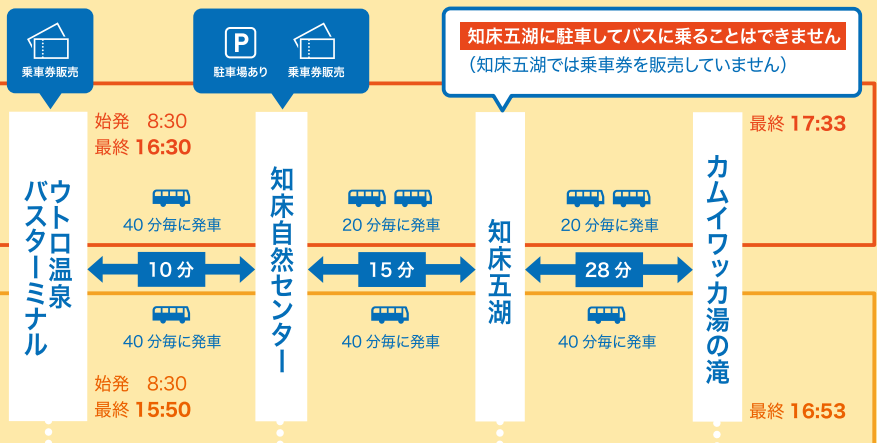 乗車券販売
P
駐車場あり 乗車券販売
知床五湖に駐車してバスに乗ることはできません
(知床五湖では乗車券を販売していません)
始発 8:30
最終 16:30
最終 17:33
ウトロ温泉
バスターミナル
知床自然センター
知床五湖
カムイワッカ湯の滝
40分毎に発車
20分毎に発車
20分毎に発車
10分
15分
28分
40分毎に発車
40分毎に発車
40分毎に発車
始発 8:30
最終 15:50
最終 16:53